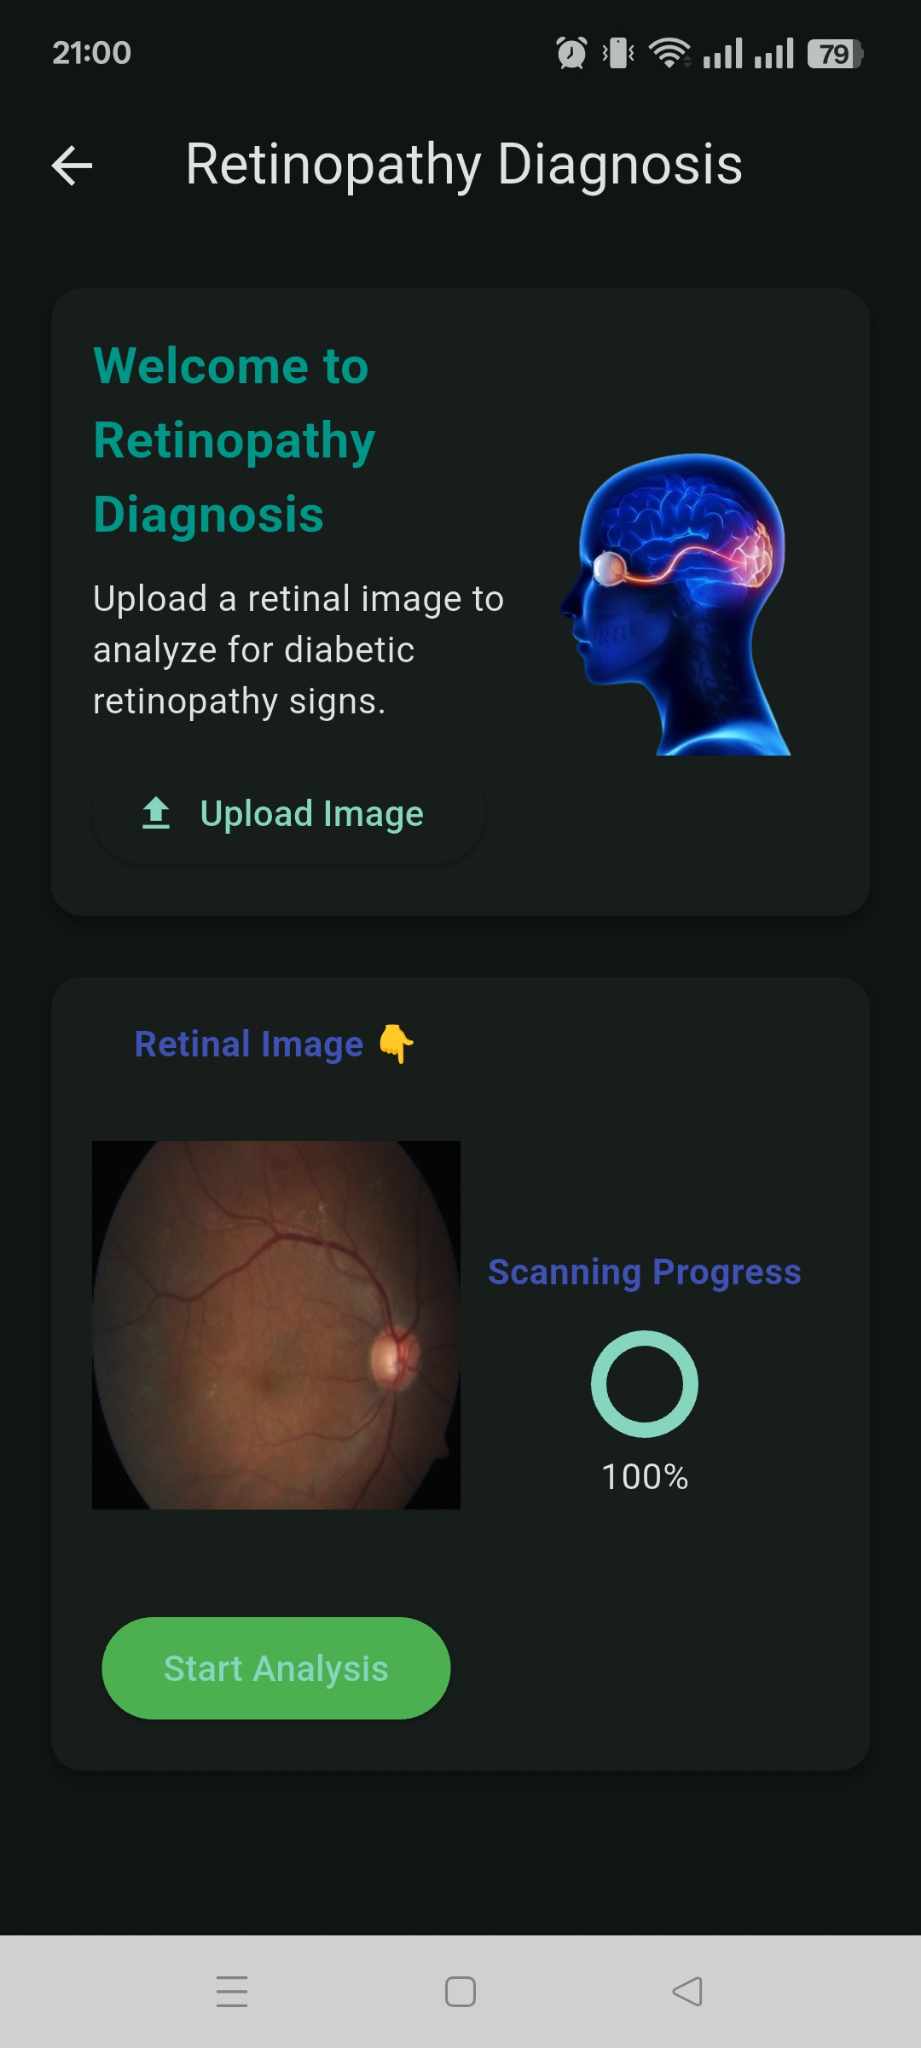 21:00
79
Retinopathy Diagnosis
Welcome to
Retinopathy
Diagnosis
Upload a retinal image to
analyze for diabetic
retinopathy signs.
Upload Image
Retinal Image 👇
Scanning Progress
100%
Start Analysis